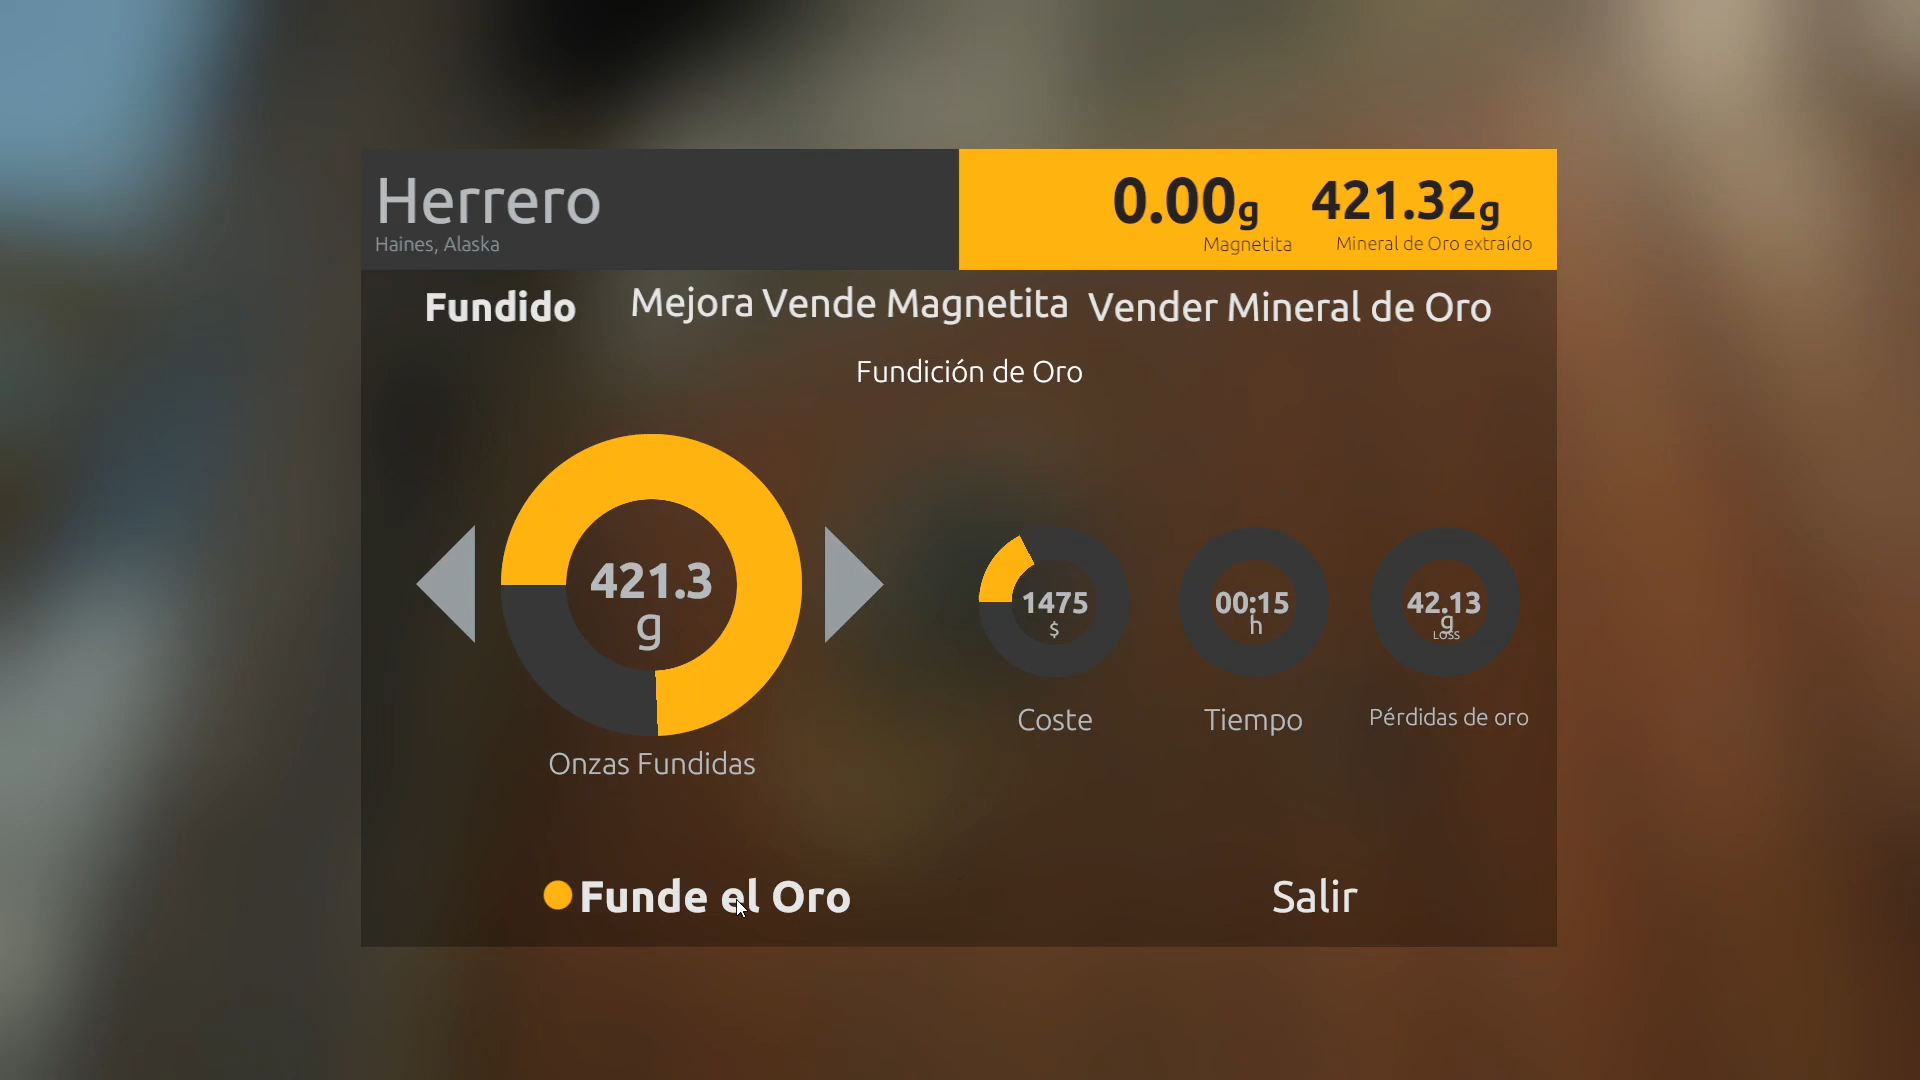 Herrero
Haines, Alaska
0.00g
Magnetita
421.32g
Mineral de Oro extraído
Fundido
Mejora
Vende Magnetita
Vender Mineral de Oro
Fundición de Oro
421.3
g
Onzas Fundidas
1475
$
Coste
00:15
h
Tiempo
42.13
g
LOSS
Pérdidas de oro
Funde el Oro
Salir